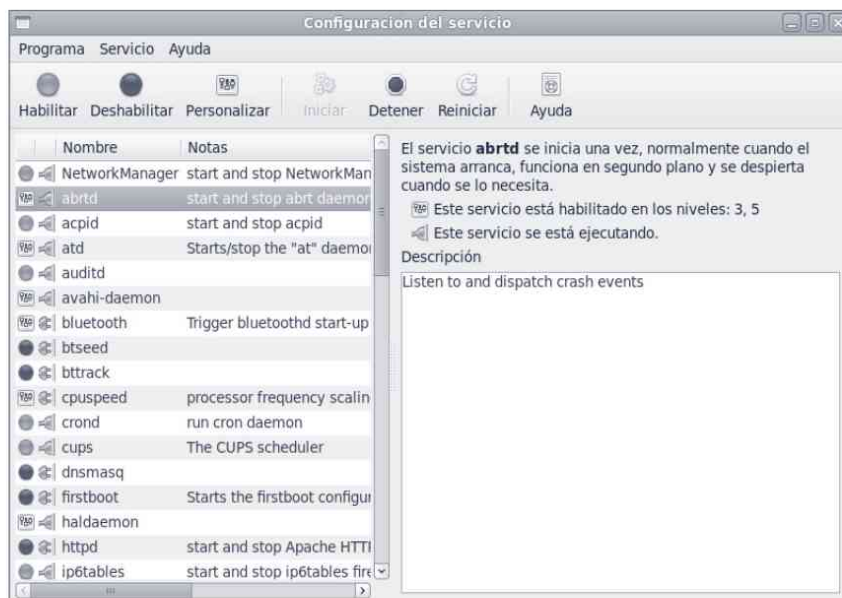 Configuracion del servicio
Programa Servicio Ayuda
Habilitar Deshabilitar Personalizar Iniciar Detener Reiniciar Ayuda
Nombre Notas
NetworkManager start and stop NetworkMan
abrtd start and stop abrt daemon
acpid start and stop acpid
atd Starts/stop the "at" daemo
auditd
avahi-daemon
bluetooth Trigger bluetoothd start-up
btseed
bttrack
cpuspeed processor frequency scalin
crond run cron daemon
cups The CUPS scheduler
dnsmasq
firstboot Starts the firstboot configur
haldaemon
httpd start and stop Apache HTT
ip6tables start and stop ip6tables fire
El servicio abrtd se inicia una vez, normalmente cuando el
sistema arranca, funciona en segundo plano y se despierta
cuando se lo necesita.
Este servicio está habilitado en los niveles: 3, 5
Este servicio se está ejecutando.
Descripción
Listen to and dispatch crash events